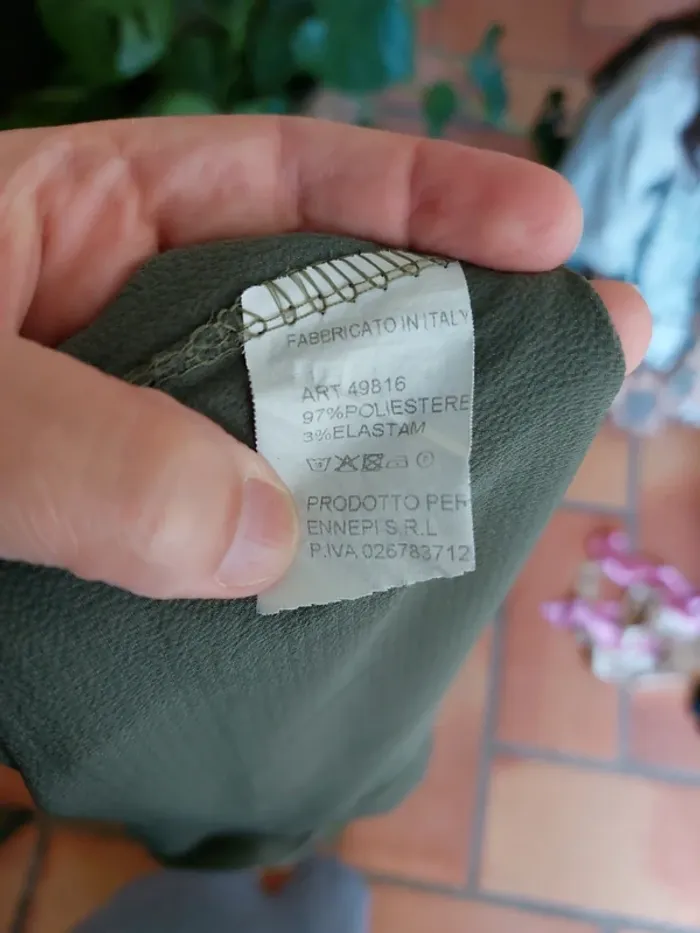 FABBRICATO IN ITALY
ART 49816
97%POLIESTERE
3%ELASTAM
PRODOTTO PER
ENNEPI S.R.L
P.IVA 026783712